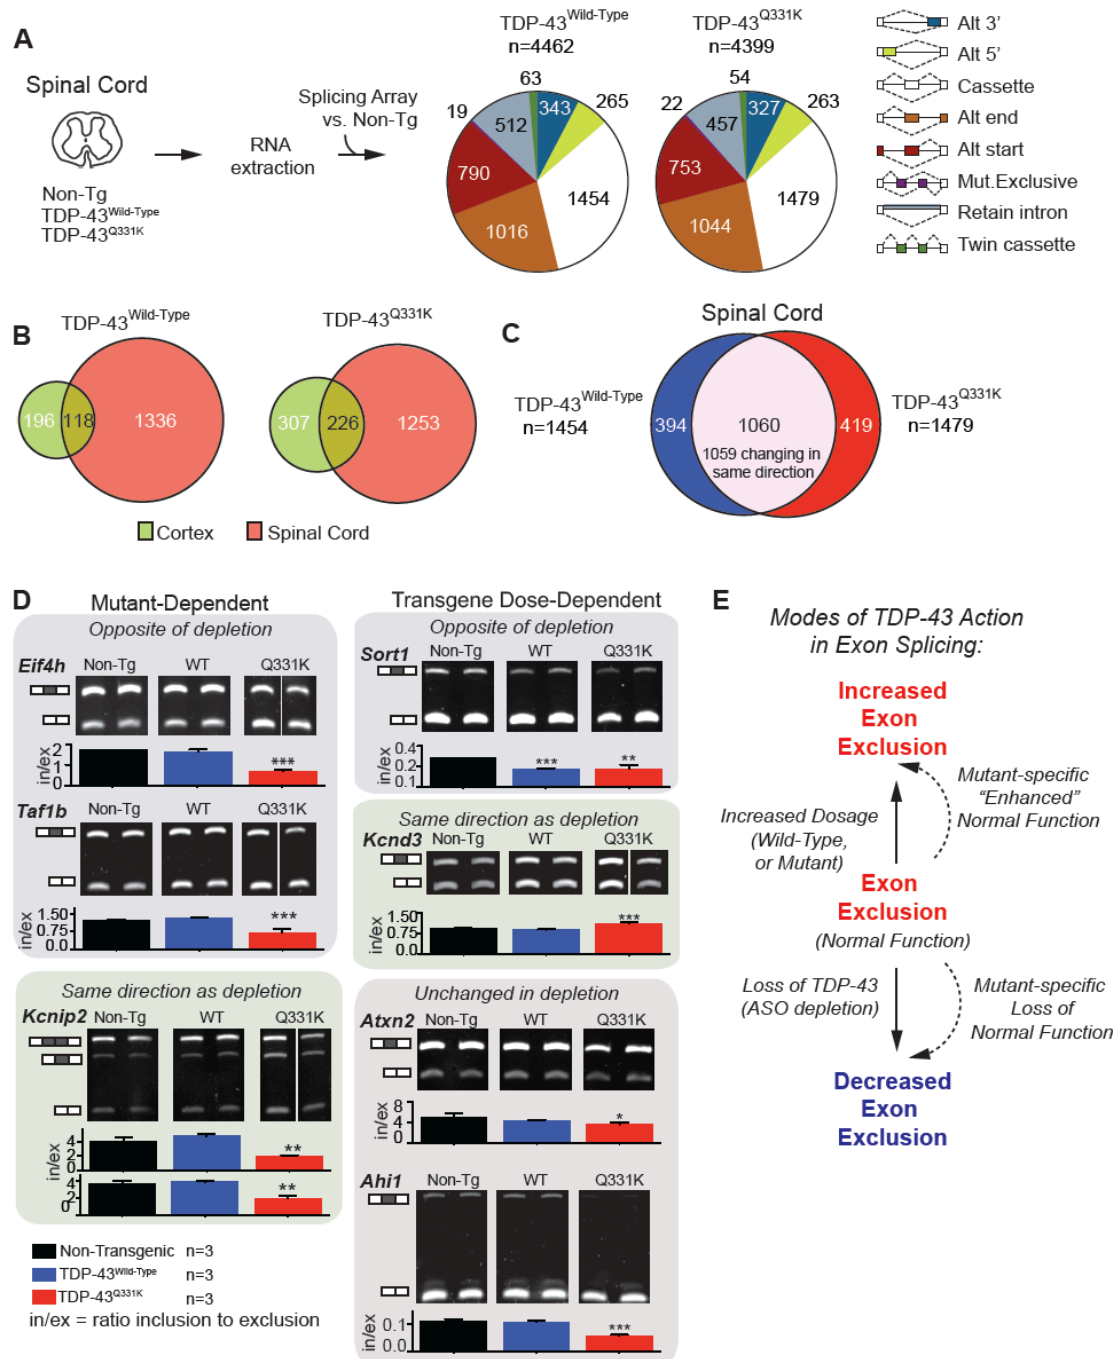 A
Spinal Cord
Non-Tg
TDP-43Wild-Type
TDP-43Q331K
RNA
extraction
Splicing Array
vs. Non-Tg
TDP-43Wild-Type
n=4462
63
343
265
19
512
790
1454
1016
TDP-43Q331K
n=4399
54
327
263
22
457
753
1479
1044
Alt 3'
Alt 5'
Cassette
Alt end
Alt start
Mut.Exclusive
Retain intron
Twin cassette
B
TDP-43Wild-Type
196
118
1336
TDP-43Q331K
307
226
1253
Cortex
Spinal Cord
C
Spinal Cord
TDP-43Wild-Type
n=1454
394
1060
1059 changing in
same direction
419
TDP-43Q331K
n=1479
D
Mutant-Dependent
Opposite of depletion
Eif4h
Non-Tg
WT
Q331K
in/ex
2
1
0
***
Taf1b
Non-Tg
WT
Q331K
in/ex
1.50
0.75
0.0
***
Same direction as depletion
Kcnip2
Non-Tg
WT
Q331K
in/ex
4
2
**
4
2
0
**
Non-Transgenic n=3
TDP-43Wild-Type n=3
TDP-43Q331K n=3
in/ex = ratio inclusion to exclusion
Transgene Dose-Dependent
Opposite of depletion
Sort1
Non-Tg
WT
Q331K
in/ex
0.4
0.2
0.1
***
**
Same direction as depletion
Kcnd3
Non-Tg
WT
Q331K
in/ex
1.50
0.75
0.0
***
Unchanged in depletion
Atxn2
Non-Tg
WT
Q331K
in/ex
8
4
0
*
Ahi1
Non-Tg
WT
Q331K
in/ex
0.1
0.0
***
E
Modes of TDP-43 Action
in Exon Splicing:
Increased
Exon
Exclusion
Increased Dosage
(Wild-Type,
or Mutant)
Mutant-specific
“Enhanced”
Normal Function
Exon
Exclusion
(Normal Function)
Loss of TDP-43
(ASO depletion)
Mutant-specific
Loss of
Normal Function
Decreased
Exon
Exclusion